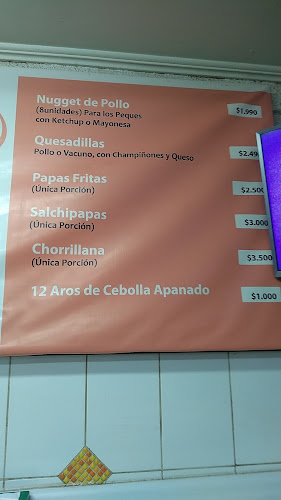 Nugget de Pollo
(8unidades) Para los Peques
con Ketchup o Mayonesa
$1.990
Quesadillas
Pollo o Vacuno, con Champiñones y Queso
$2.49
Papas Fritas
(Única Porción)
$2.500
Salchipapas
(Única Porción)
$3.000
Chorrillana
(Única Porción)
$3.500
12 Aros de Cebolla Apanado
$1.000